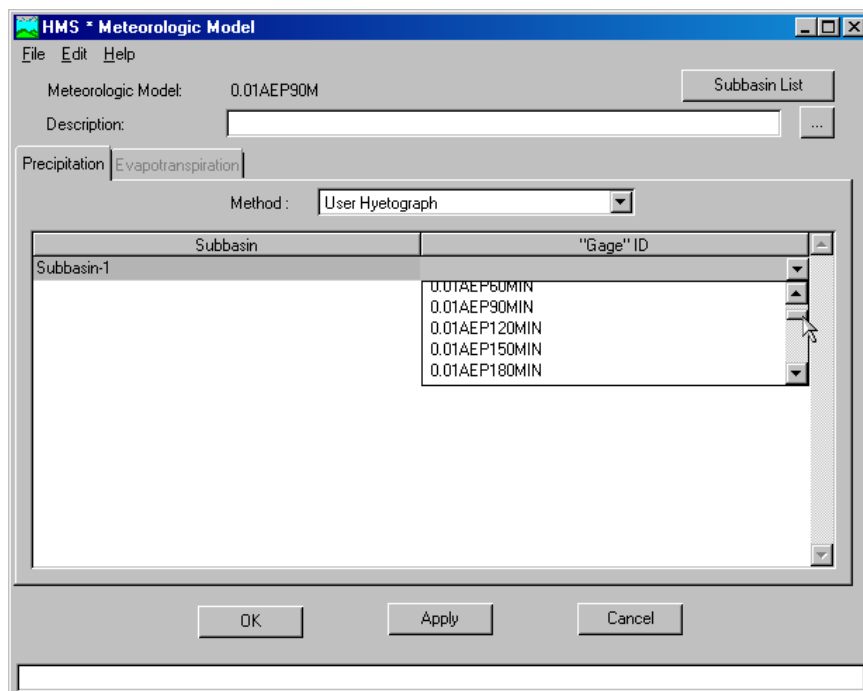 HMS * Meteorologic Model
File Edit Help
Meteorologic Model: 0.01AEP90M Subbasin List
Description: ...
Precipitation Evapotranspiration
Method : User Hyetograph
Subbasin "Gage" ID
Subbasin-1
0.01AEP60MIN
0.01AEP90MIN
0.01AEP120MIN
0.01AEP150MIN
0.01AEP180MIN
OK Apply Cancel